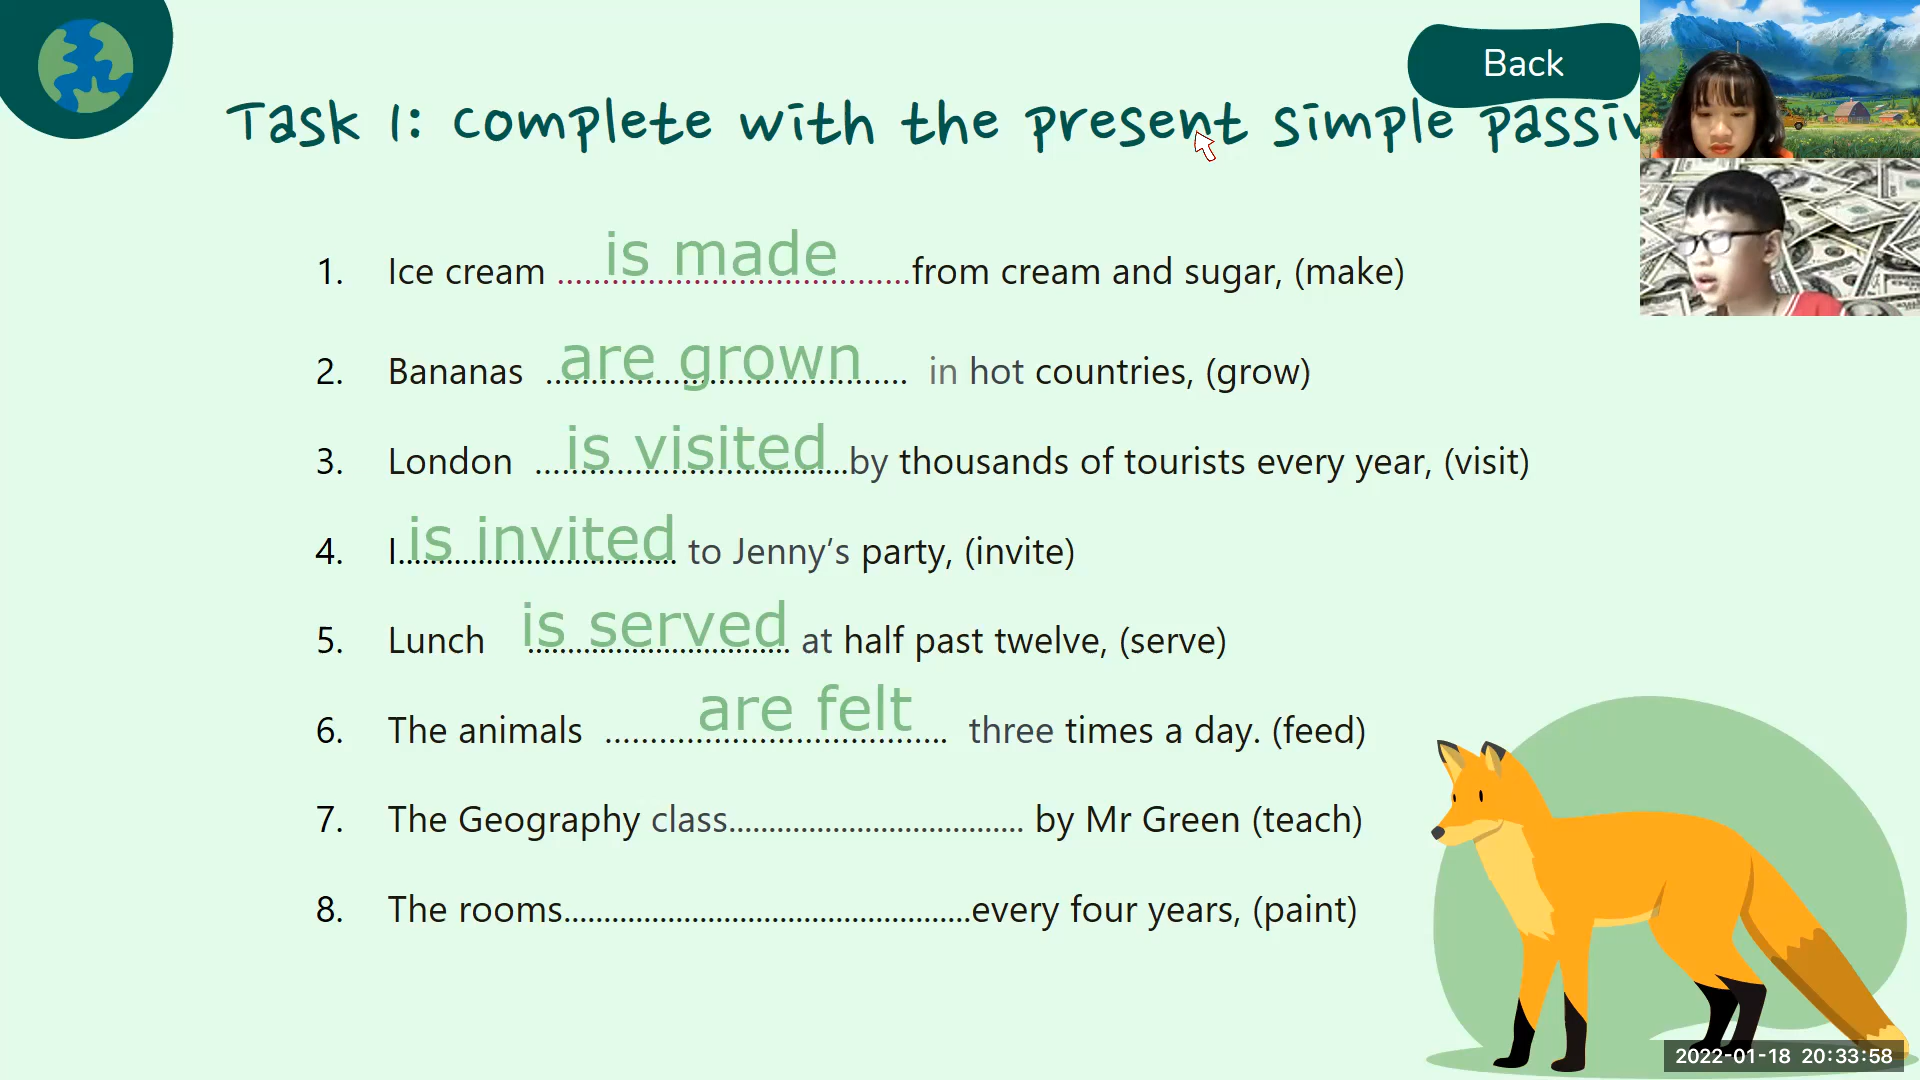 Back
Task 1: Complete with the present simple passiv
1. Ice cream is made from cream and sugar, (make)
2. Bananas are grown in hot countries, (grow)
3. London is visited by thousands of tourists every year, (visit)
4. I is invited to Jenny’s party, (invite)
5. Lunch is served at half past twelve, (serve)
6. The animals are felt three times a day. (feed)
7. The Geography class.................................... by Mr Green (teach)
8. The rooms.................................................every four years, (paint)
2022-01-18 20:33:58